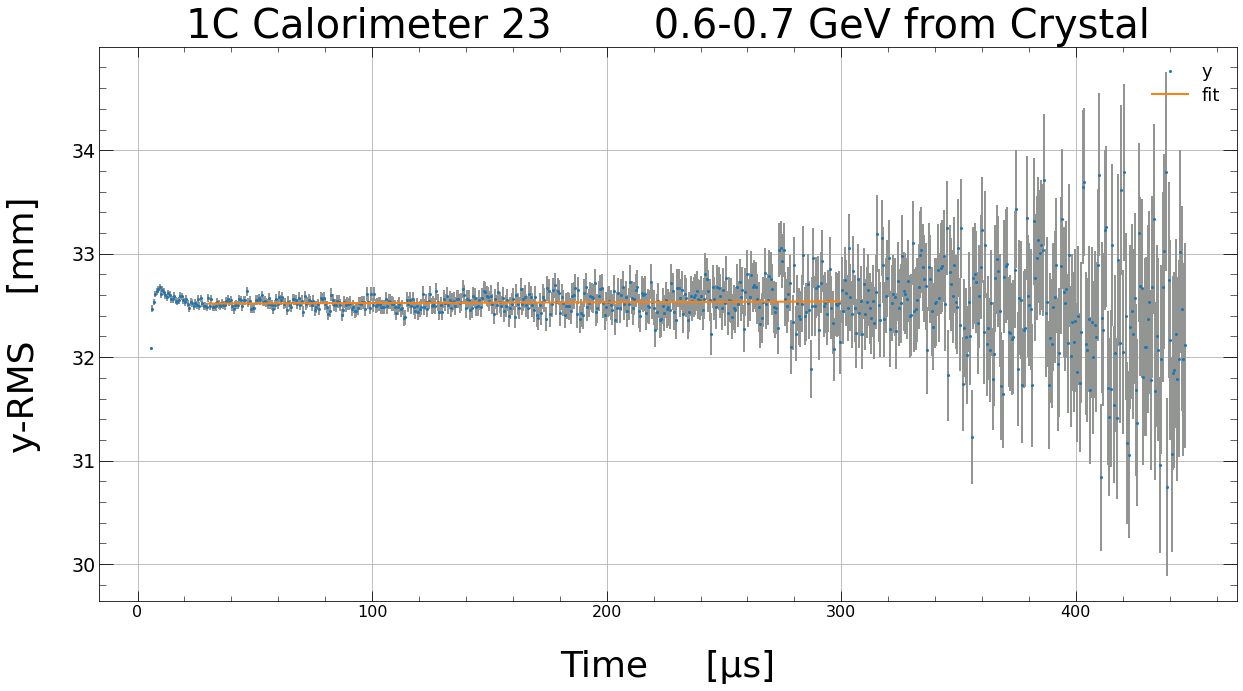 1C Calorimeter 23 0.6-0.7 GeV from Crystal
y
fit
34
33
32
31
30
y-RMS [mm]
0 100 200 300 400
Time [μs]